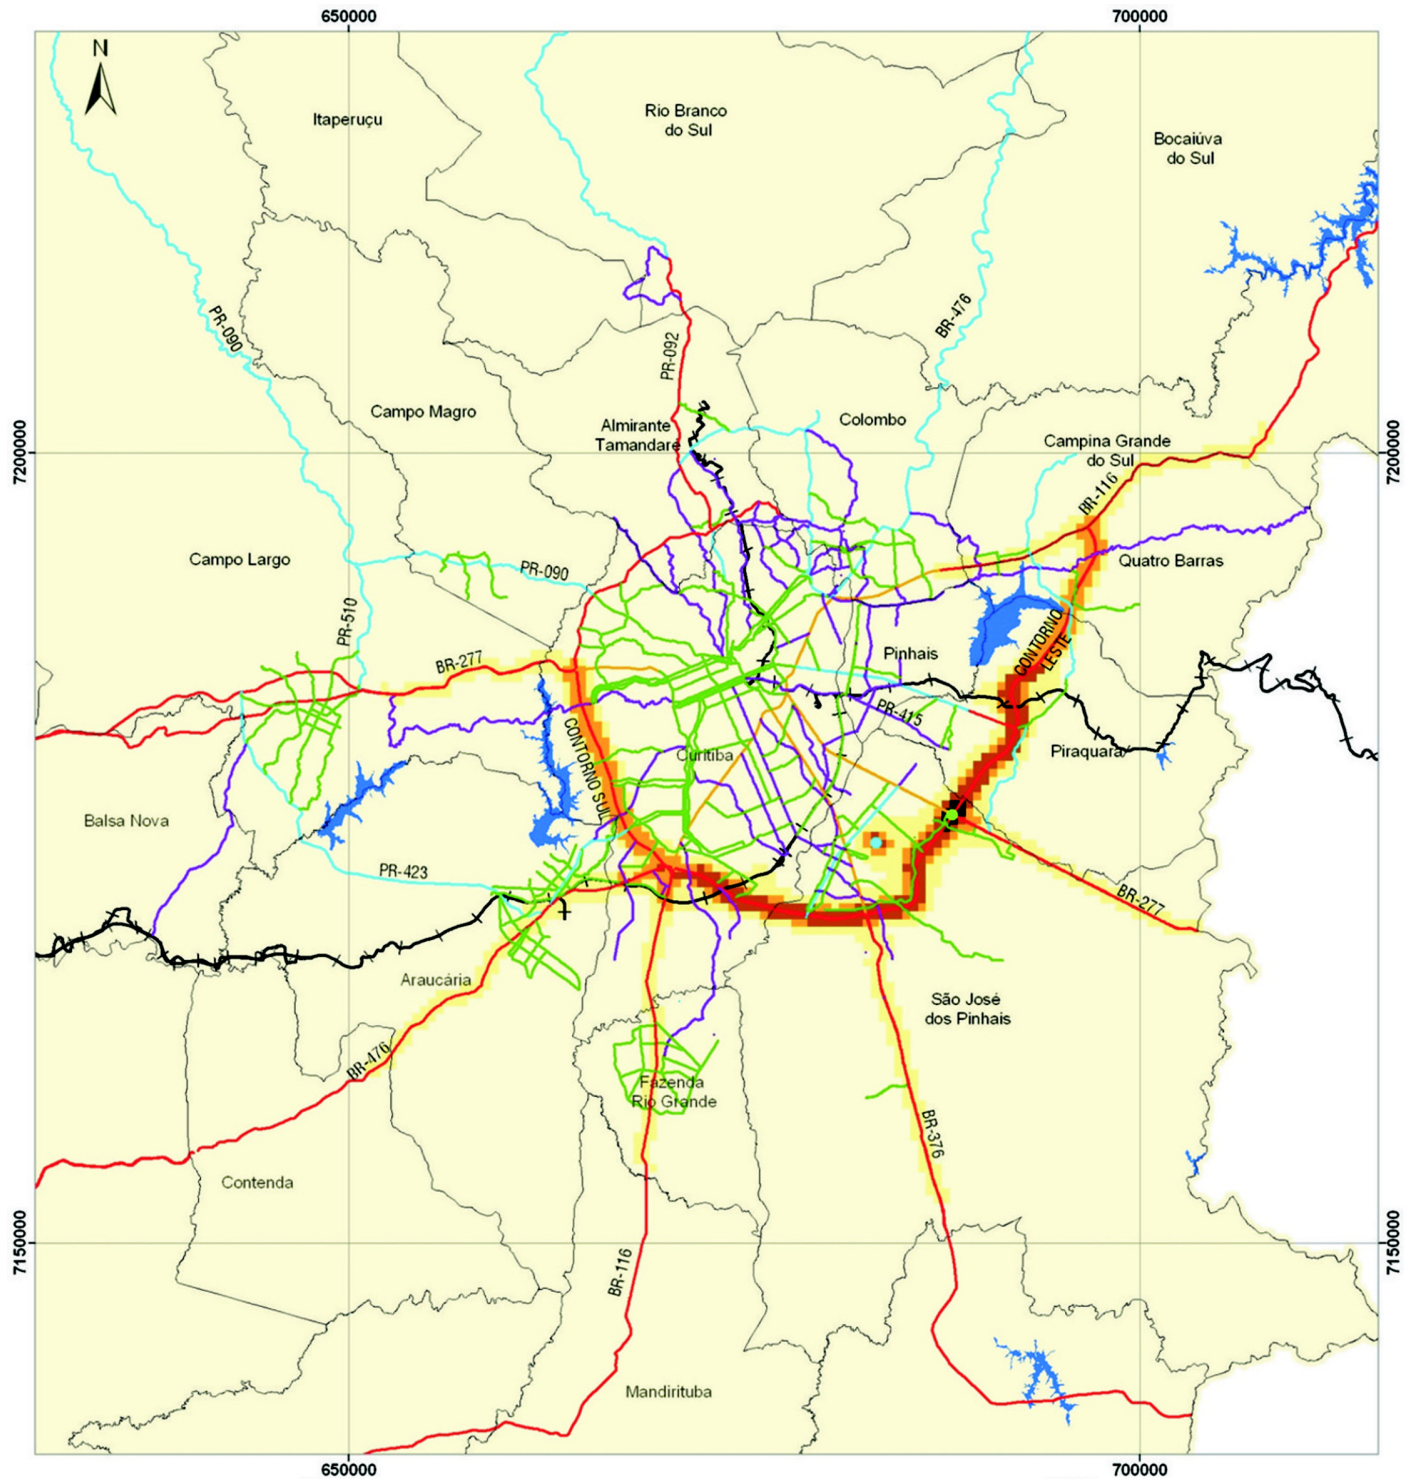 650000
700000
N
Itaperuçu
Rio Branco
do Sul
Bocaiúva
do Sul
PR-090
BR-476
PR-092
Campo Magro
Almirante
Tamandaré
Colombo
Campina Grande
do Sul
7200000
7200000
BR-116
Campo Largo
PR-090
Quatro Barras
PR-510
BR-277
Pinhais
CONTORNO
LESTE
PR-415
CONTORNO SUL
Curitiba
Piraquara
Balsa Nova
PR-423
BR-277
Araucária
São José
dos Pinhais
BR-476
Fazenda
Rio Grande
BR-376
Contenda
7150000
7150000
BR-116
Mandirituba
650000
700000